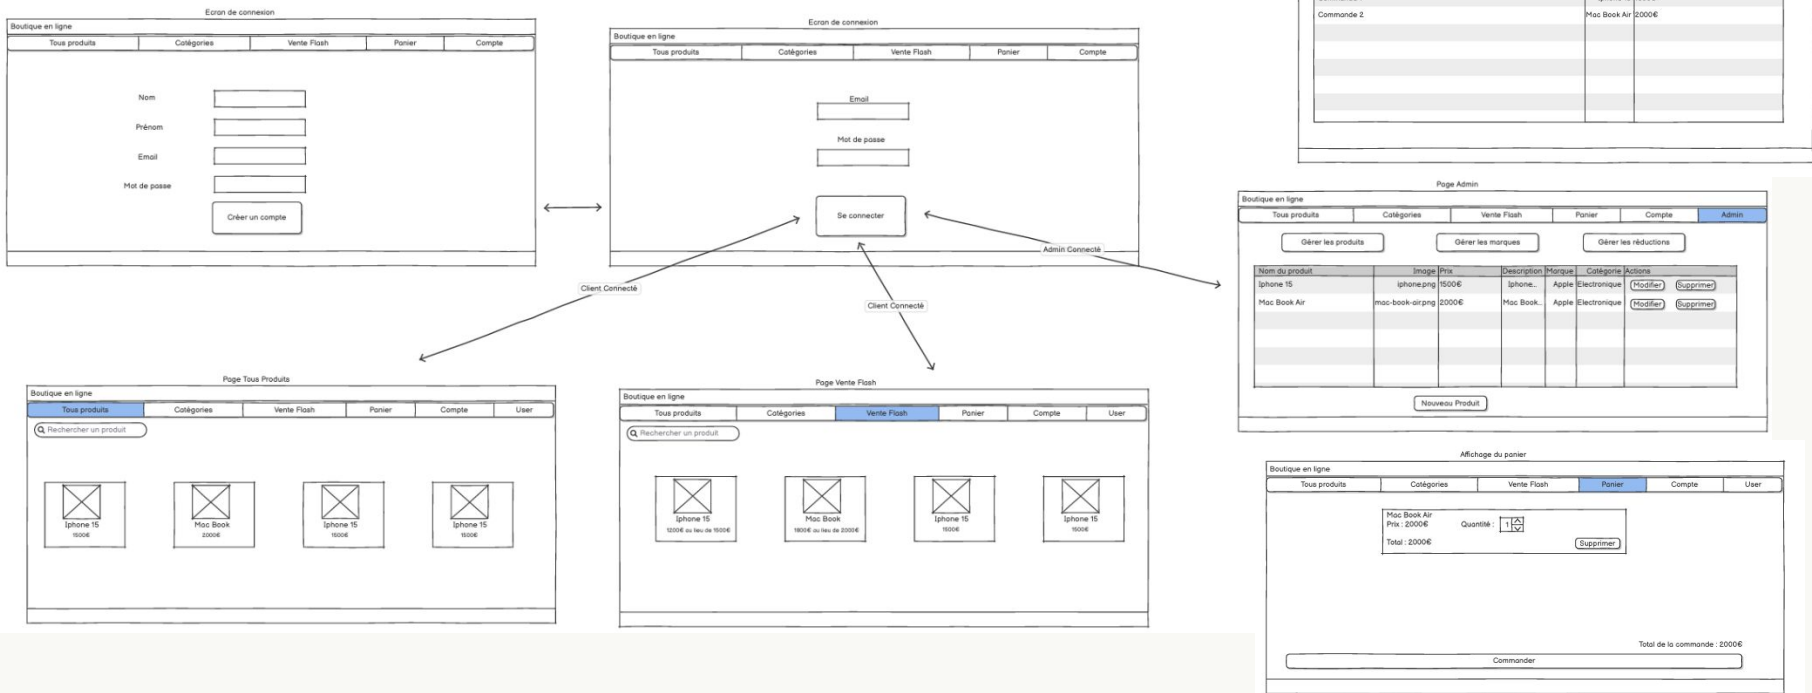 Ecran de connexion
Boutique en ligne
Tous produits Catégories Vente Flash Panier Compte
Nom
Prénom
Email
Mot de passe
Créer un compte
Ecran de connexion
Boutique en ligne
Tous produits Catégories Vente Flash Panier Compte
Email
Mot de passe
Se connecter
Commande 2 Mac Book Air 2000€
Client Connecté
Client Connecté
Admin Connecté
Page Admin
Boutique en ligne
Tous produits Catégories Vente Flash Panier Compte Admin
Gérer les produits Gérer les marques Gérer les réductions
Nom du produit Image Prix Description Marque Catégorie Actions
Iphone 15 iphone.png 1500€ Iphone... Apple Electronique Modifier Supprimer
Mac Book Air mac-book-air.png 2000€ Mac Book... Apple Electronique Modifier Supprimer
Nouveau Produit
Page Tous Produits
Boutique en ligne
Tous produits Catégories Vente Flash Panier Compte User
Rechercher un produit
Iphone 15 Mac Book Iphone 15 Iphone 15
1500€ 2000€ 1500€ 1500€
Page Vente Flash
Boutique en ligne
Tous produits Catégories Vente Flash Panier Compte User
Rechercher un produit
Iphone 15 Mac Book Iphone 15 Iphone 15
1200€ au lieu de 1500€ 1800€ au lieu de 2000€ 1500€ 1500€
Affichage du panier
Boutique en ligne
Tous produits Catégories Vente Flash Panier Compte User
Mac Book Air
Prix : 2000€ Quantité : 1
Total : 2000€ Supprimer
Total de la commande : 2000€
Commander